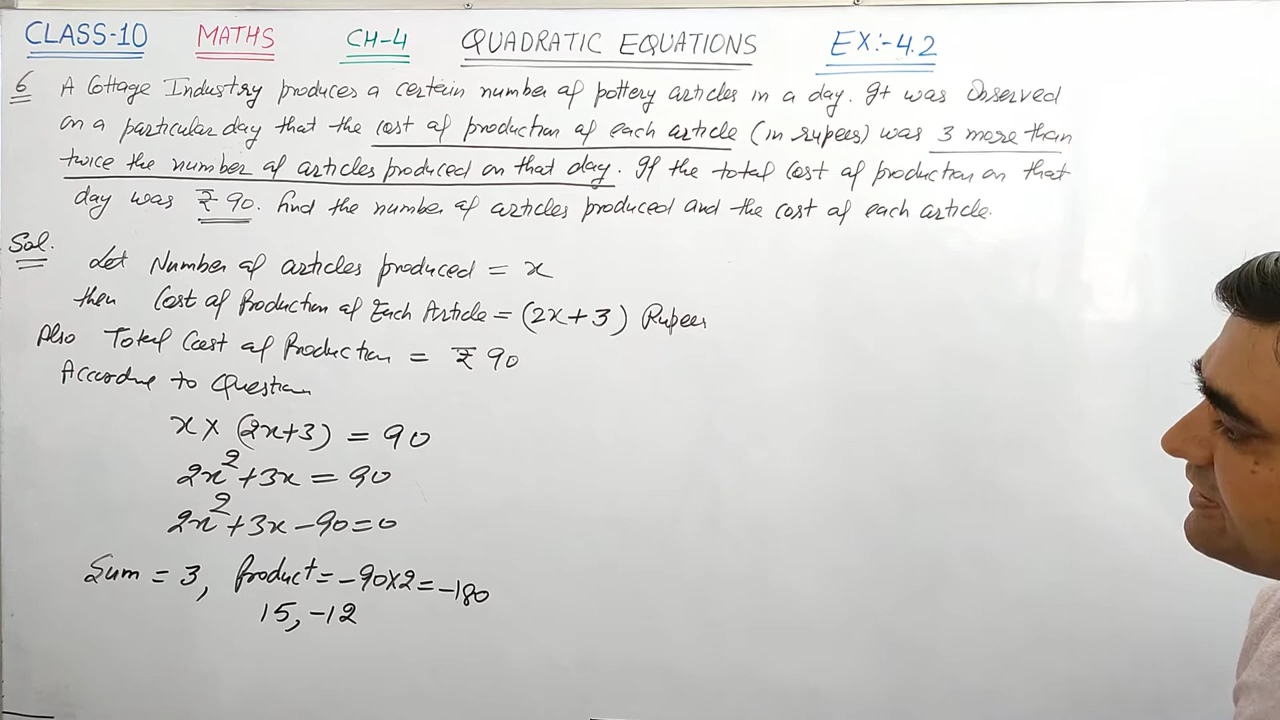 CLASS-10 MATHS CH-4 QUADRATIC EQUATIONS EX:-4.2
6 A Cottage Industry produces a certain number of pottery articles in a day. It was Observed
on a particular day that the cost of production of each article (in rupees) was 3 more than
twice the number of articles produced on that day. If the total cost of production on that
day was ₹ 90. Find the number of articles produced and the cost of each article.
Sol.
Let Number of articles produced = x
then Cost of Production of Each Article = (2x+3) Rupees
Also Total Cost of Production = ₹ 90
According to Question
x × (2x+3) = 90
2x²+3x = 90
2x²+3x-90=0
Sum = 3, Product = -90×2 = -180
15, -12